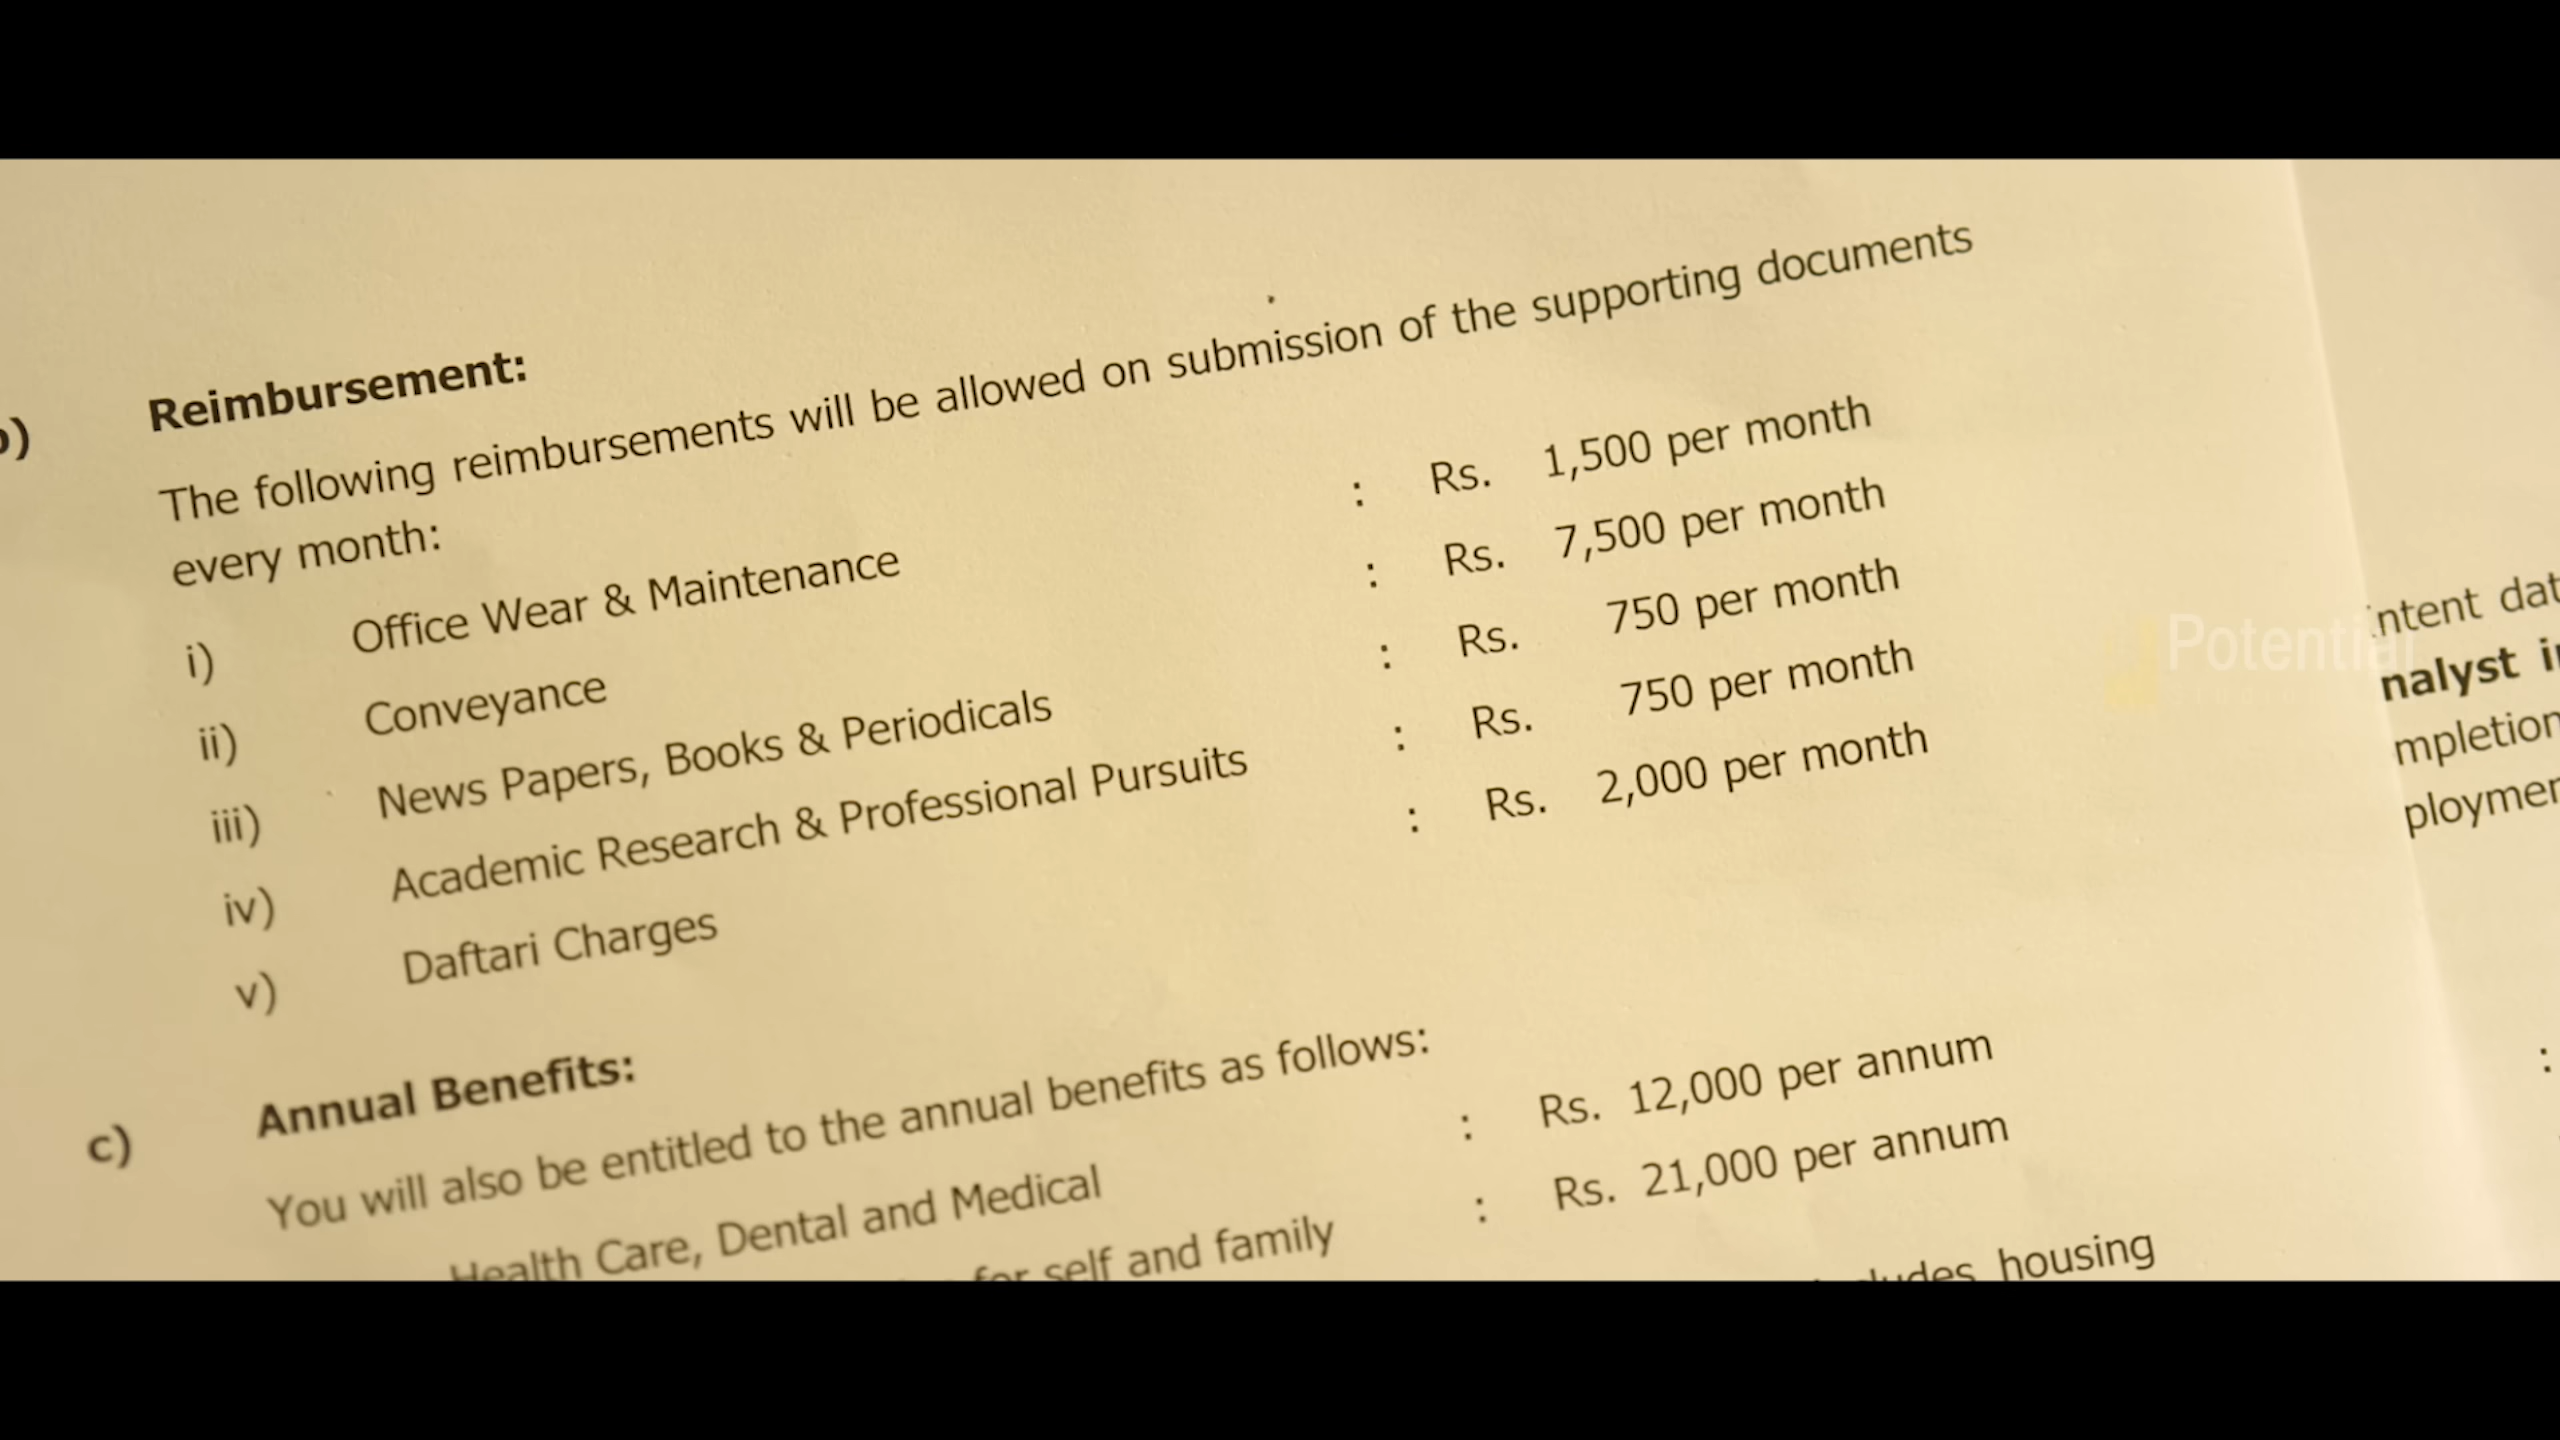 b) Reimbursement:
The following reimbursements will be allowed on submission of the supporting documents
every month:
i) Office Wear & Maintenance : Rs. 1,500 per month
ii) Conveyance : Rs. 7,500 per month
iii) News Papers, Books & Periodicals : Rs. 750 per month
iv) Academic Research & Professional Pursuits : Rs. 750 per month
v) Daftari Charges : Rs. 2,000 per month
c) Annual Benefits:
You will also be entitled to the annual benefits as follows:
Health Care, Dental and Medical : Rs. 12,000 per annum
for self and family : Rs. 21,000 per annum
housing
Potential
ntent dat
nalyst i
mpletion
ploymen
: